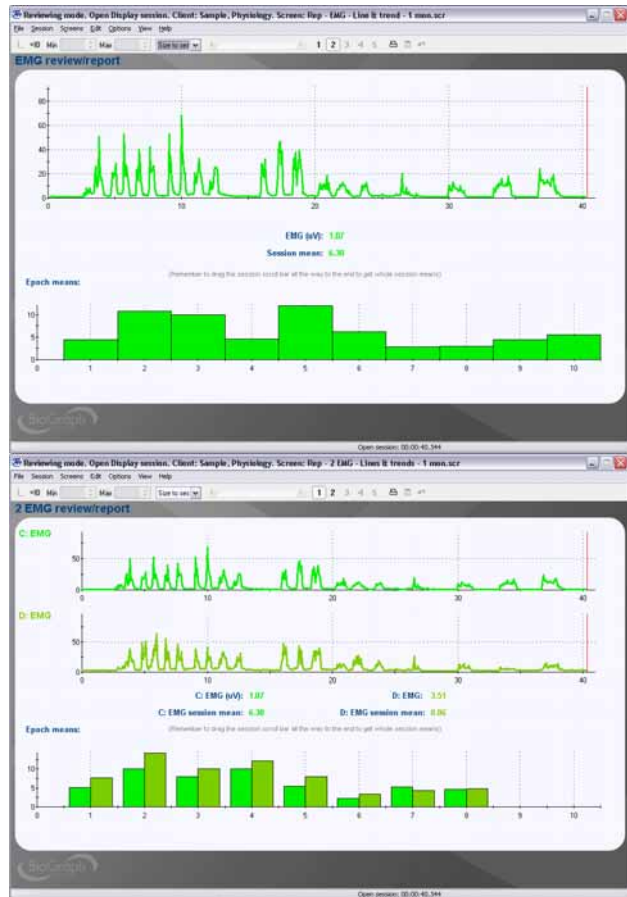 Reviewing mode. Open Display session. Client: Sample, Physiology. Screen: Rep - EMG - Line & trend - 1 mon.scr
File Session Screens Edit Options View Help
Min Max Size to sec 1 2 3 4 5
EMG review/report
80
60
40
20
0
0 10 20 30 40
EMG (uV): 1.07
Session mean: 6.30
(Remember to drag the session scroll bar all the way to the end to get whole session means)
Epoch means:
10
5
0
0 1 2 3 4 5 6 7 8 9 10
BioGraph
Open session: 00:00:40.344
Reviewing mode. Open Display session. Client: Sample, Physiology. Screen: Rep - 2 EMG - Lines & trends - 1 mon.scr
File Session Screens Edit Options View Help
Min Max Size to sec 1 2 3 4 5
2 EMG review/report
C: EMG
50
0
0 10 20 30 40
D: EMG
50
0
0 10 20 30 40
C: EMG (uV): 1.07 D: EMG: 3.51
C: EMG session mean: 6.30 D: EMG session mean: 8.06
Epoch means: (Remember to drag the session scroll bar all the way to the end to get whole session means)
10
5
0
0 1 2 3 4 5 6 7 8 9 10
BioGraph
Open session: 00:00:40.344